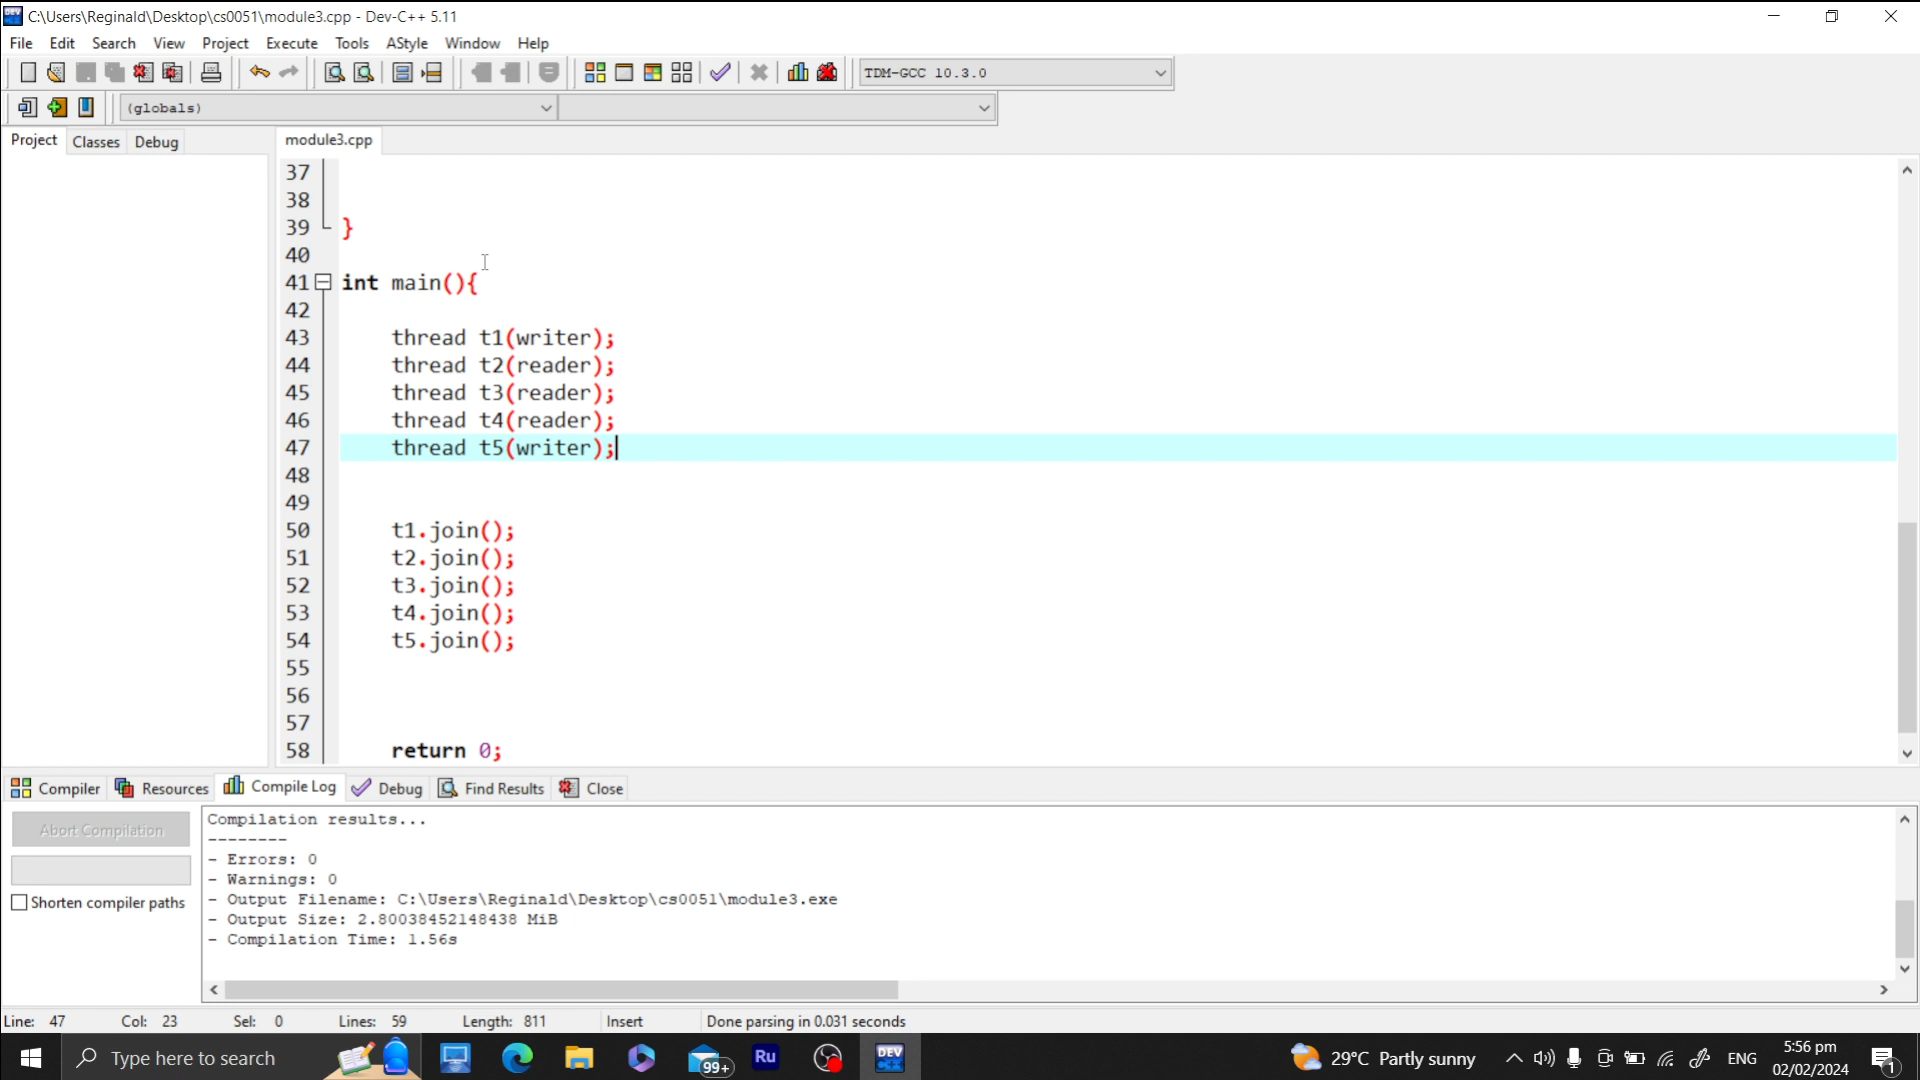 C:\Users\Reginald\Desktop\cs0051\module3.cpp - Dev-C++ 5.11
File Edit Search View Project Execute Tools AStyle Window Help
TDM-GCC 10.3.0
(globals)
Project Classes Debug
module3.cpp
37
38
39 }
40
41 int main(){
42
43 thread t1(writer);
44 thread t2(reader);
45 thread t3(reader);
46 thread t4(reader);
47 thread t5(writer);
48
49
50 t1.join();
51 t2.join();
52 t3.join();
53 t4.join();
54 t5.join();
55
56
57
58 return 0;
Compiler Resources Compile Log Debug Find Results Close
Abort Compilation
Shorten compiler paths
Compilation results...
--------
- Errors: 0
- Warnings: 0
- Output Filename: C:\Users\Reginald\Desktop\cs0051\module3.exe
- Output Size: 2.80038452148438 MiB
- Compilation Time: 1.56s
Line: 47 Col: 23 Sel: 0 Lines: 59 Length: 811 Insert Done parsing in 0.031 seconds
Type here to search
99+
Ru
DEV
29°C Partly sunny
ENG
5:56 pm
02/02/2024
1